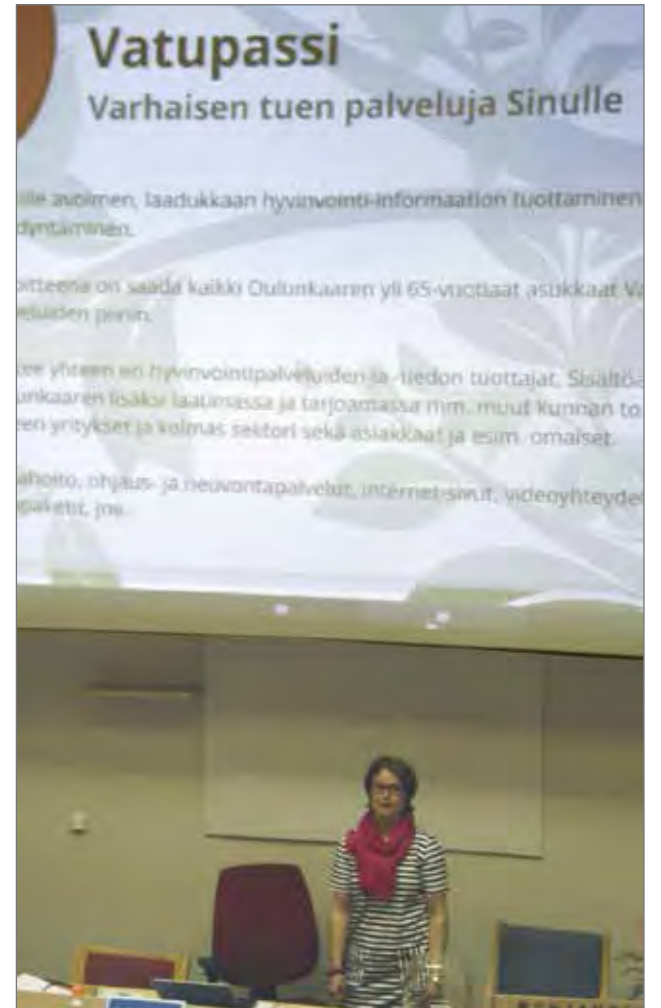 Vatupassi
Varhaisen tuen palveluja Sinulle
ille avoimen, laadukkaan hyvinvointi-informaation tuottaminen
dyntäminen.
oitteena on saada kaikki Oulunkaaren yli 65-vuotiaat asukkaat Va
eluiden piiriin.
kee yhteen eri hyvinvointipalveluiden ja -tiedon tuottajat. Sisältöä
unkaaren lisäksi laatimassa ja tarjoamassa mm. muut kunnan to
een yritykset ja kolmas sektori sekä asiakkaat ja esim. omaiset.
ahoito, ohjaus- ja neuvontapalvelut, internet-sivut, videoyhteyde
opaketit, jne.